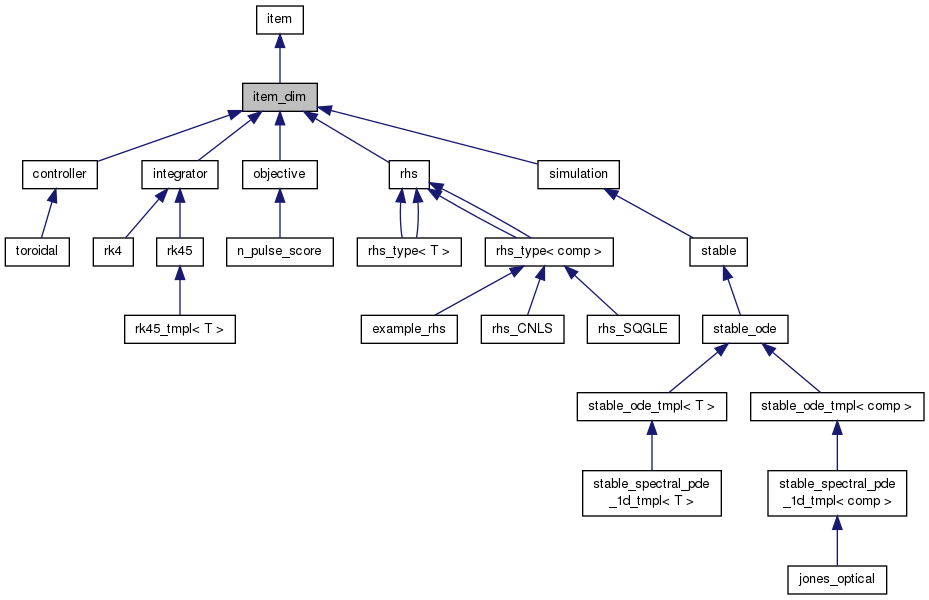 item
item_dim
controller
integrator
objective
rhs
simulation
toroidal
rk4
rk45
n_pulse_score
rhs_type< T >
rhs_type< comp >
stable
rk45_tmpl< T >
example_rhs
rhs_CNLS
rhs_SQGLE
stable_ode
stable_ode_tmpl< T >
stable_ode_tmpl< comp >
stable_spectral_pde
_1d_tmpl< T >
stable_spectral_pde
_1d_tmpl< comp >
jones_optical